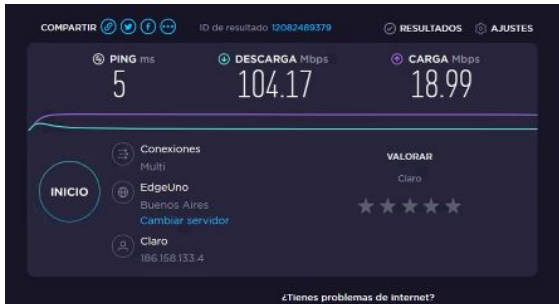 COMPARTIR
ID de resultado 12082489379
RESULTADOS
AJUSTES
PING ms
5
DESCARGA Mbps
104.17
CARGA Mbps
18.99
INICIO
Conexiones
Multi
EdgeUno
Buenos Aires
Cambiar servidor
Claro
186.158.133.4
VALORAR
Claro
¿Tienes problemas de Internet?